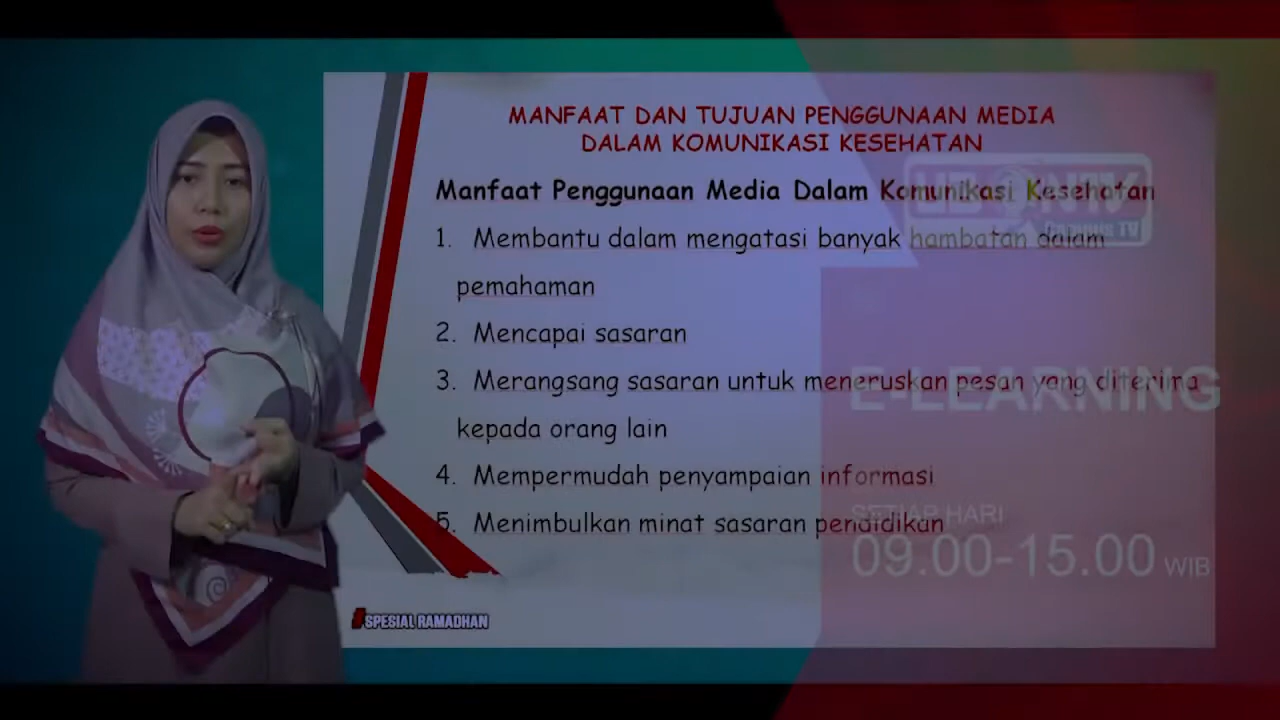 MANFAAT DAN TUJUAN PENGGUNAAN MEDIA
DALAM KOMUNIKASI KESEHATAN
Manfaat Penggunaan Media Dalam Komunikasi Kesehatan
1. Membantu dalam mengatasi banyak hambatan dalam
pemahaman
2. Mencapai sasaran
3. Merangsang sasaran untuk meneruskan pesan yang diterima
kepada orang lain
4. Mempermudah penyampaian informasi
5. Menimbulkan minat sasaran pendidikan
#SPESIAL RAMADHAN
E-LEARNING
SETIAP HARI
09.00-15.00 WIB